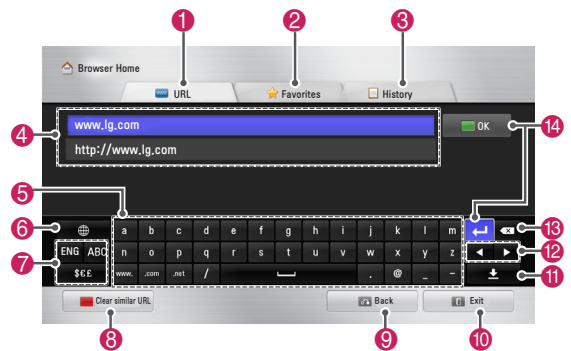 1 2 3
Browser Home
URL Favorites History
4 www.lg.com OK 14
http://www.lg.com
5
6 a b c d e f g h i j k l m 13
7 ENG ABC n o p q r s t u v w x y z 12
$€£ www. .com .net / . @ _ - 11
Clear similar URL Back Exit
8 9 10